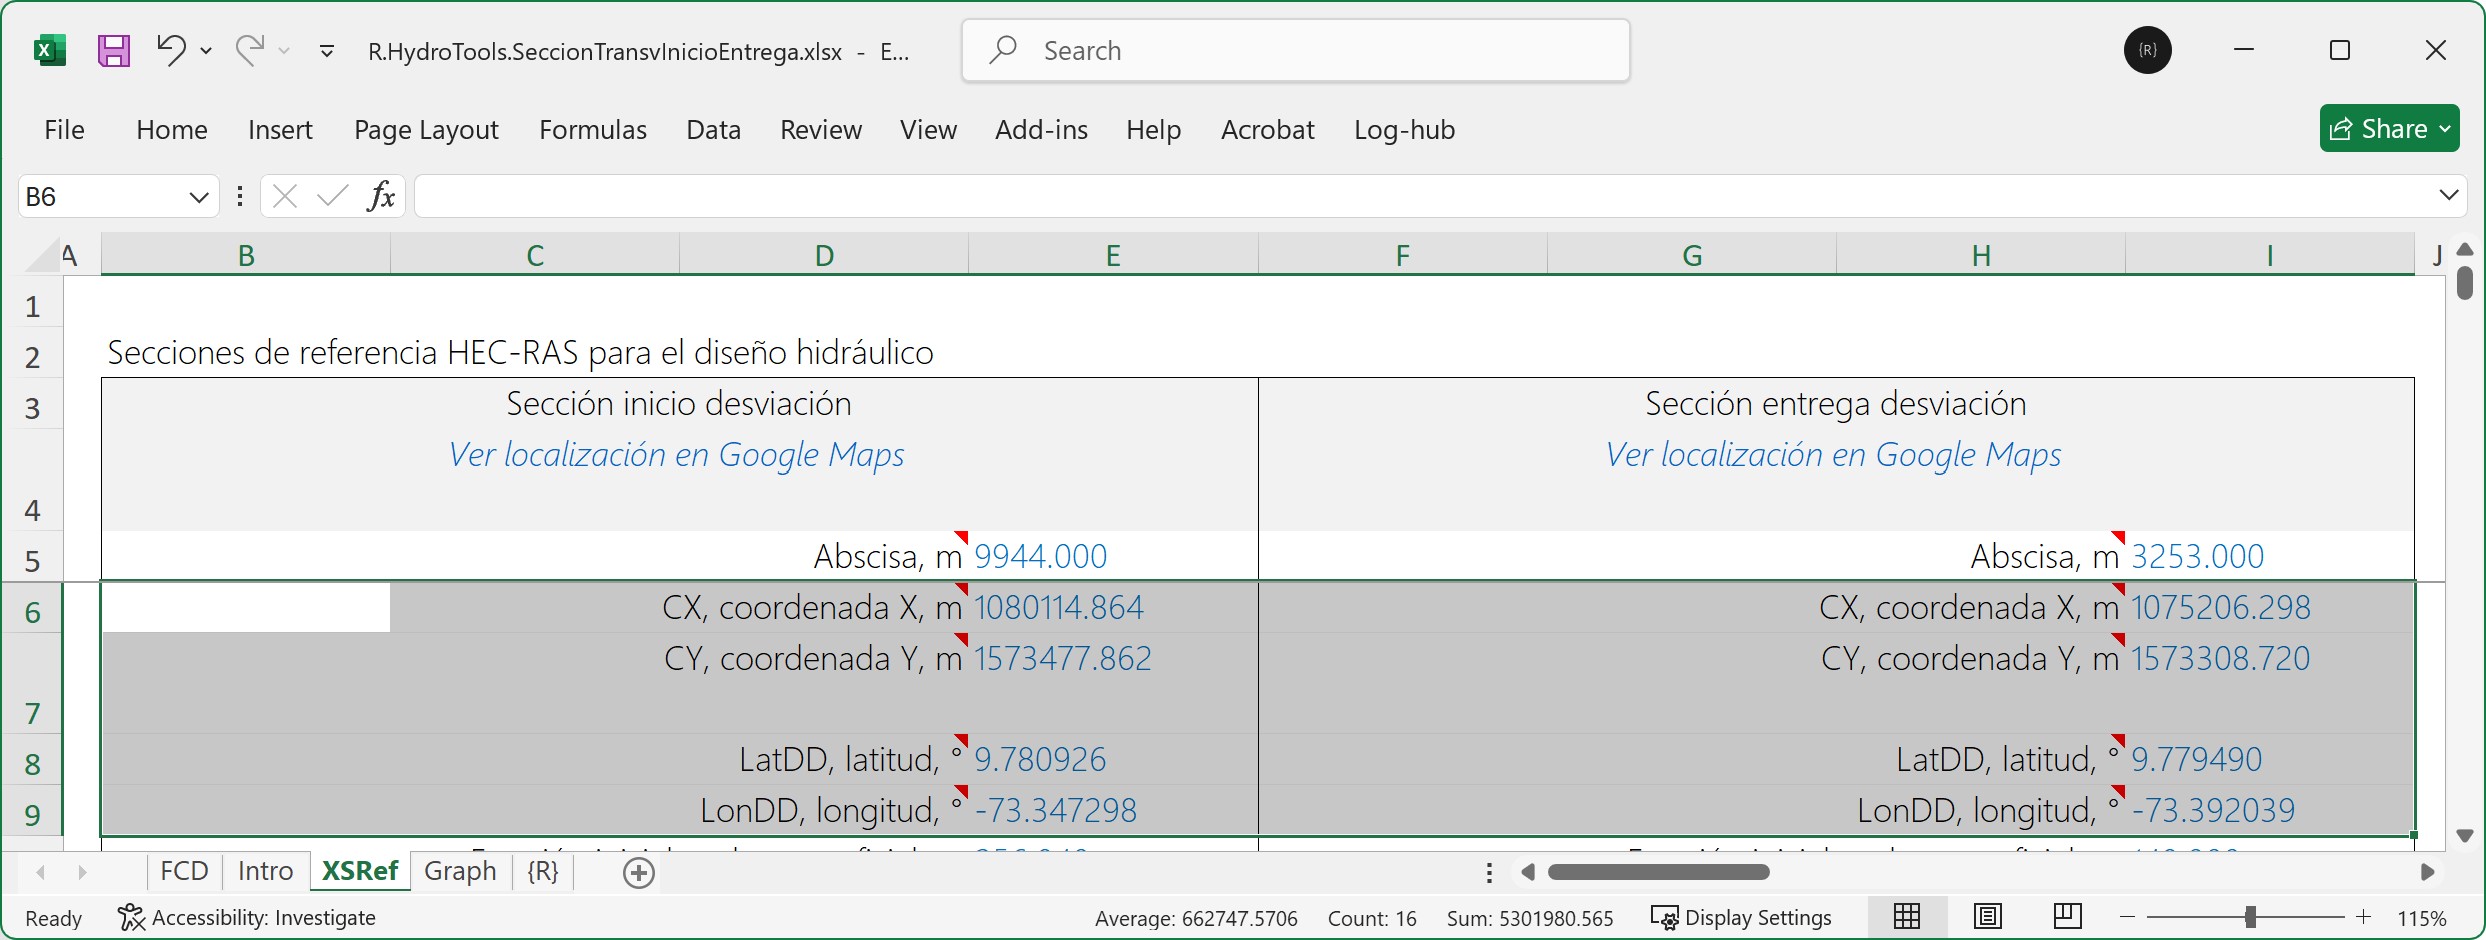 R.HydroTools.SeccionTransvInicioEntrega.xlsx - E...
Search
{R}
File Home Insert Page Layout Formulas Data Review View Add-ins Help Acrobat Log-hub Share
B6 fx
A B C D E F G H I J
1
2 Secciones de referencia HEC-RAS para el diseño hidráulico
3 Sección inicio desviación Sección entrega desviación
4 Ver localización en Google Maps Ver localización en Google Maps
5 Abscisa, m 9944.000 Abscisa, m 3253.000
6 CX, coordenada X, m 1080114.864 CX, coordenada X, m 1075206.298
7 CY, coordenada Y, m 1573477.862 CY, coordenada Y, m 1573308.720
8 LatDD, latitud, ° 9.780926 LatDD, latitud, ° 9.779490
9 LonDD, longitud, ° -73.347298 LonDD, longitud, ° -73.392039
FCD Intro XSRef Graph {R}
Ready Accessibility: Investigate Average: 662747.5706 Count: 16 Sum: 5301980.565 Display Settings 115%